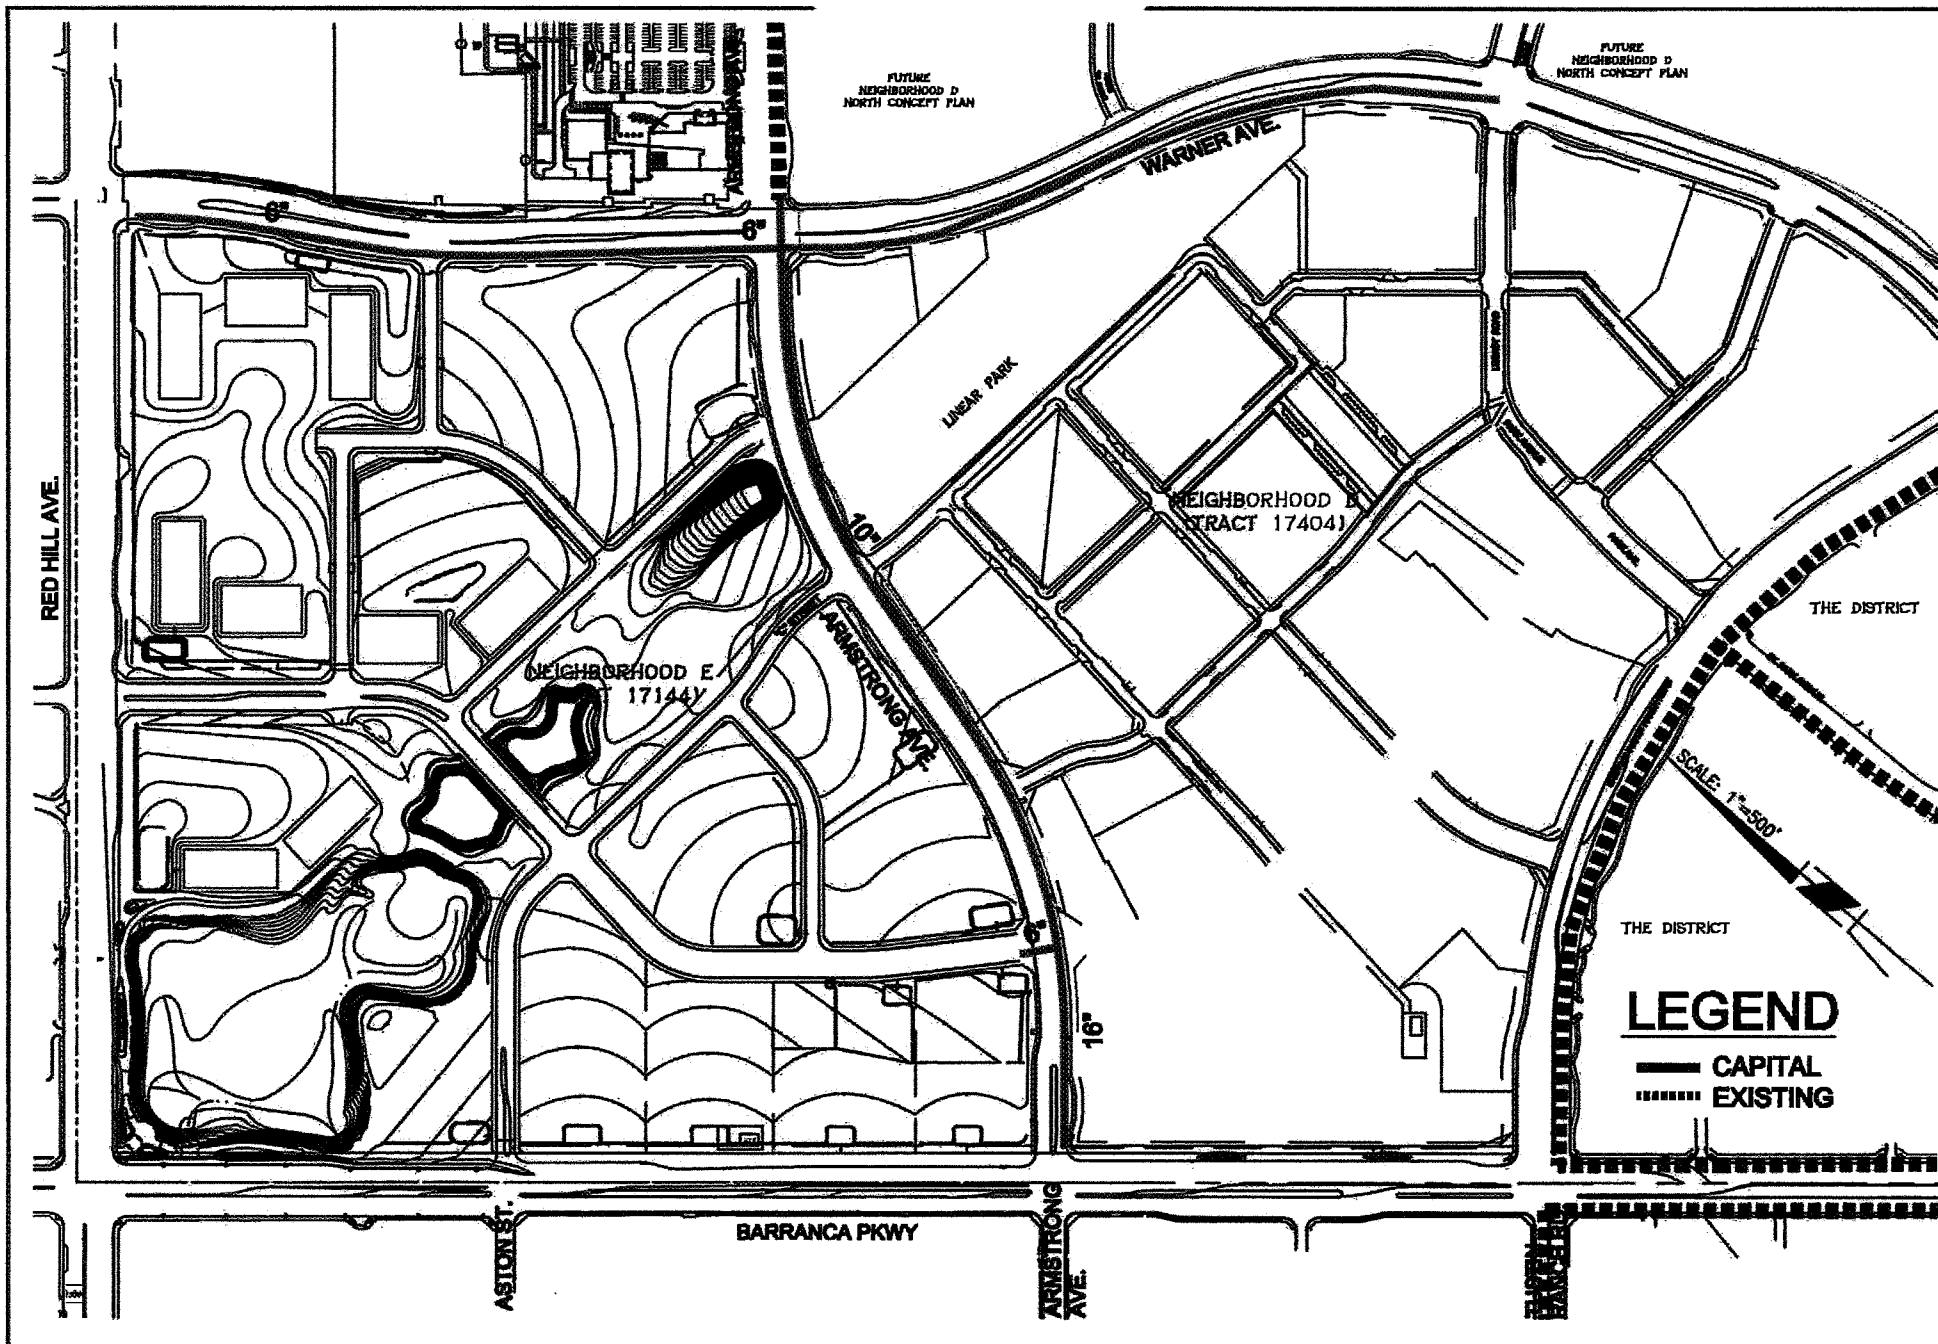 FUTURE
NEIGHBORHOOD D
NORTH CONCEPT PLAN
FUTURE
NEIGHBORHOOD D
NORTH CONCEPT PLAN
WARNER AVE.
6"
6"
LINEAR PARK
RED HILL AVE.
10"
NEIGHBORHOOD
(TRACT 17404)
THE DISTRICT
ARMSTRONG AVE.
NEIGHBORHOOD E
17144)
SCALE: 1"=500'
THE DISTRICT
6"
16"
LEGEND
CAPITAL
EXISTING
BARRANCA PKWY
ASTON ST.
ARMSTRONG
AVE.